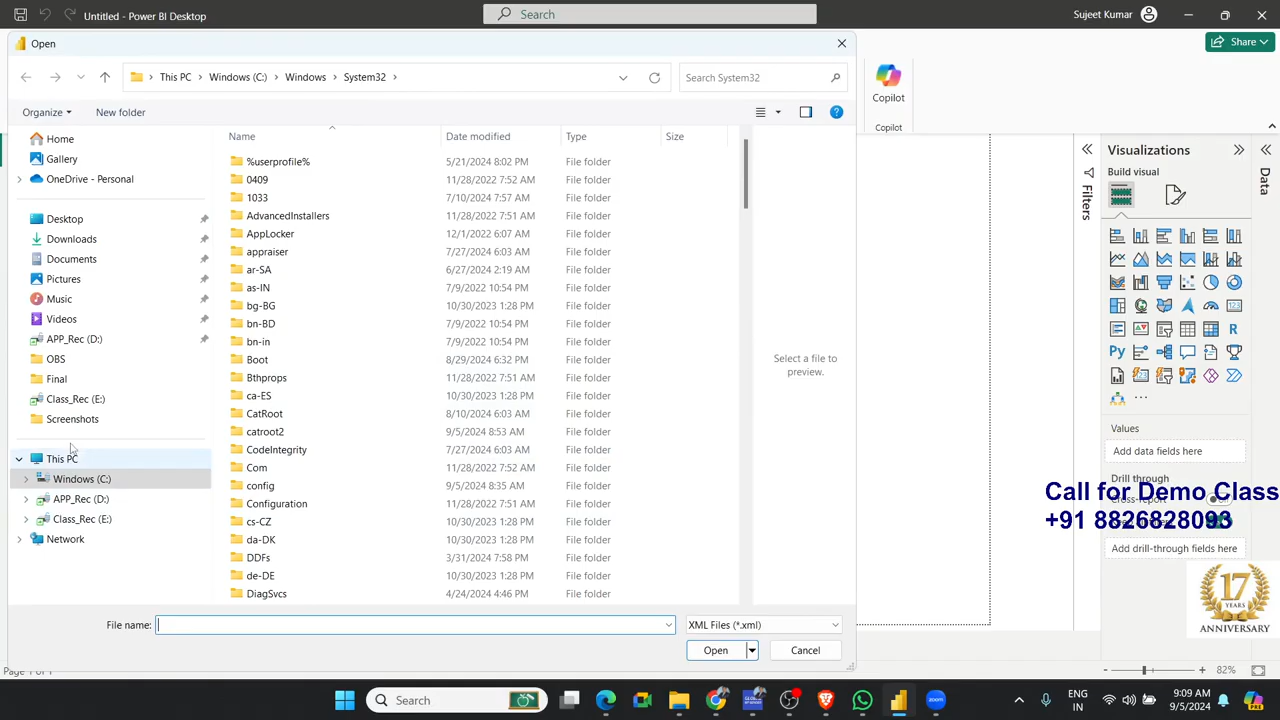 Untitled - Power BI Desktop
Search
Sujeet Kumar
Open
Share
This PC
Windows (C:)
Windows
System32
Search System32
Copilot
Copilot
Organize
New folder
Home
Gallery
OneDrive - Personal
Desktop
Downloads
Documents
Pictures
Music
Videos
APP_Rec (D:)
OBS
Final
Class_Rec (E:)
Screenshots
This PC
Windows (C:)
APP_Rec (D:)
Class_Rec (E:)
Network
Name Date modified Type Size
%userprofile% 5/21/2024 8:02 PM File folder
0409 11/28/2022 7:52 AM File folder
1033 7/10/2024 7:57 AM File folder
AdvancedInstallers 11/28/2022 7:51 AM File folder
AppLocker 12/1/2022 6:07 AM File folder
appraiser 7/27/2024 6:03 AM File folder
ar-SA 6/27/2024 2:19 AM File folder
as-IN 7/9/2022 10:54 PM File folder
bg-BG 10/30/2023 1:28 PM File folder
bn-BD 7/9/2022 10:54 PM File folder
bn-in 7/9/2022 10:54 PM File folder
Boot 8/29/2024 6:32 PM File folder
Bthprops 11/28/2022 7:51 AM File folder
ca-ES 10/30/2023 1:28 PM File folder
CatRoot 8/10/2024 6:03 AM File folder
catroot2 9/5/2024 8:53 AM File folder
CodeIntegrity 7/27/2024 6:03 AM File folder
Com 11/28/2022 7:52 AM File folder
config 9/5/2024 8:35 AM File folder
Configuration 11/28/2022 7:51 AM File folder
cs-CZ 10/30/2023 1:28 PM File folder
da-DK 10/30/2023 1:28 PM File folder
DDFs 3/31/2024 7:58 PM File folder
de-DE 10/30/2023 1:28 PM File folder
DiagSvcs 4/24/2024 4:46 PM File folder
Select a file to
preview.
File name:
XML Files (*.xml)
Open
Cancel
Filters
Visualizations
Build visual
Data
Values
Add data fields here
Drill through
Cross-report
Call for Demo Class
+91 8826828093
Add drill-through fields here
17
YEARS
ANNIVERSARY
Page 1 of 1
82%
Search
ENG
IN
9:09 AM
9/5/2024